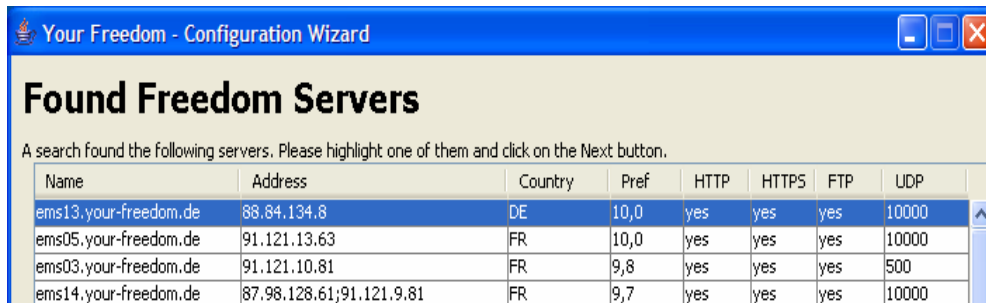 Your Freedom - Configuration Wizard
Found Freedom Servers
A search found the following servers. Please highlight one of them and click on the Next button.
Name Address Country Pref HTTP HTTPS FTP UDP
ems13.your-freedom.de 88.84.134.8 DE 10,0 yes yes yes 10000
ems05.your-freedom.de 91.121.13.63 FR 10,0 yes yes yes 10000
ems03.your-freedom.de 91.121.10.81 FR 9,8 yes yes yes 500
ems14.your-freedom.de 87.98.128.61;91.121.9.81 FR 9,7 yes yes yes 10000